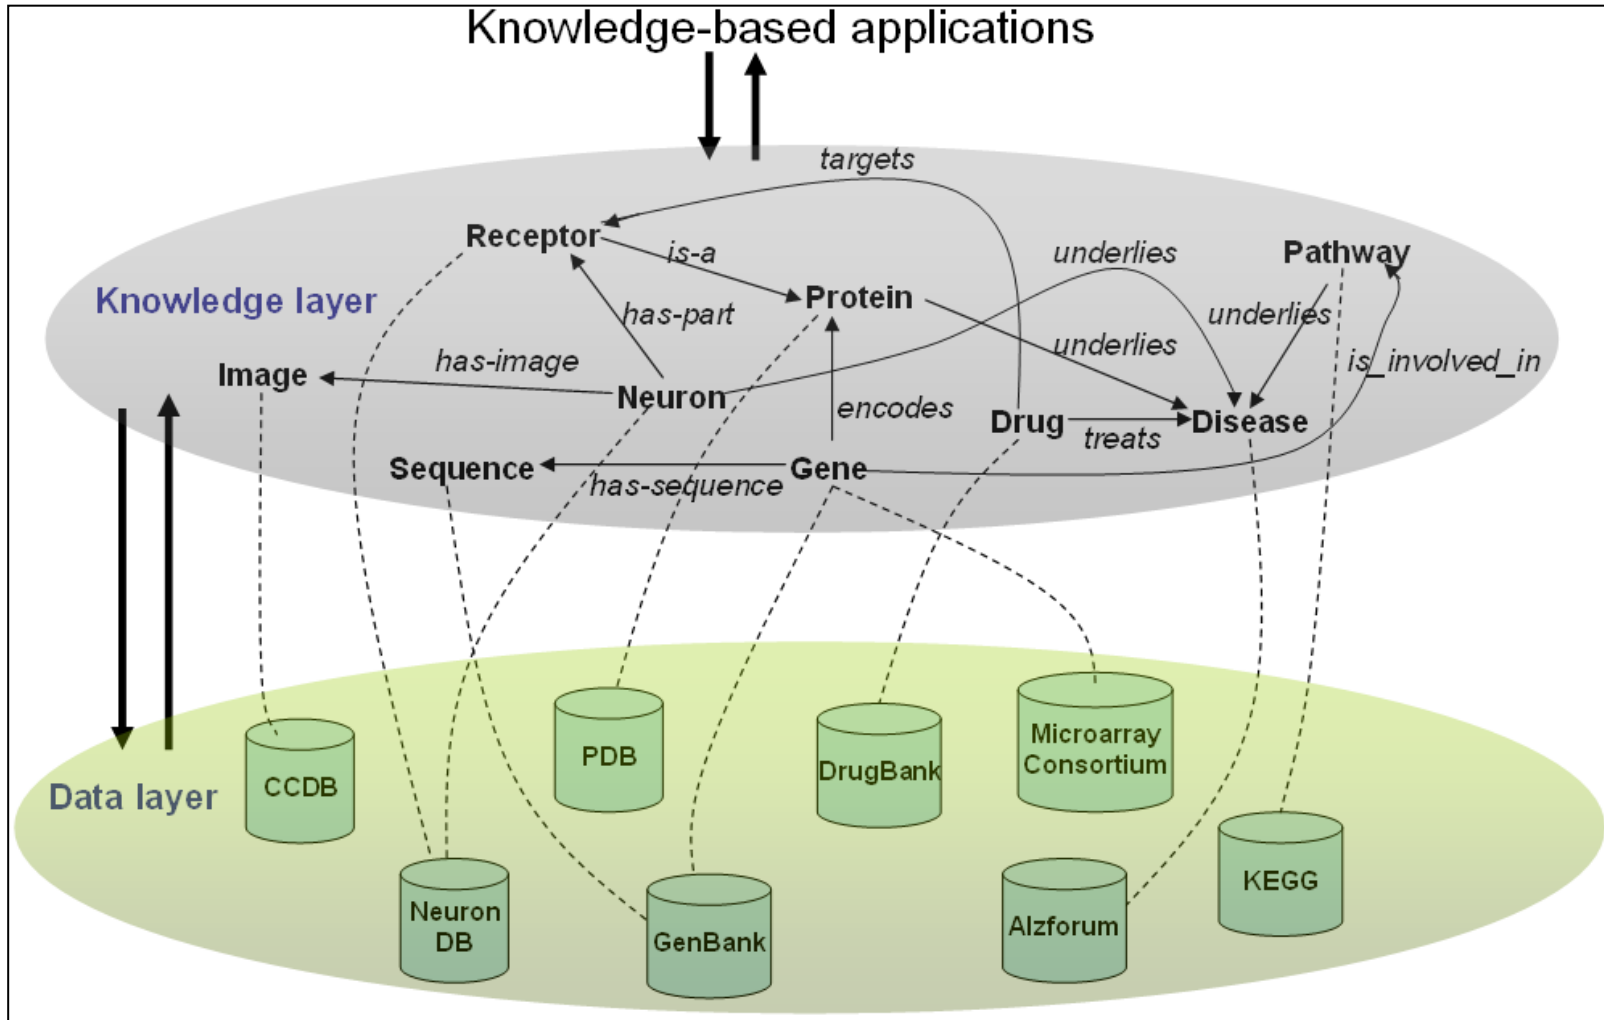 Knowledge-based applications
targets
Receptor
is-a
underlies
Pathway
Knowledge layer
Protein
has-part
underlies
underlies
has-image
is_involved_in
Image
Neuron
encodes
Drug
treats
Disease
Sequence
has-sequence
Gene
Data layer
CCDB
PDB
DrugBank
Microarray
Consortium
Neuron
DB
GenBank
Alzforum
KEGG